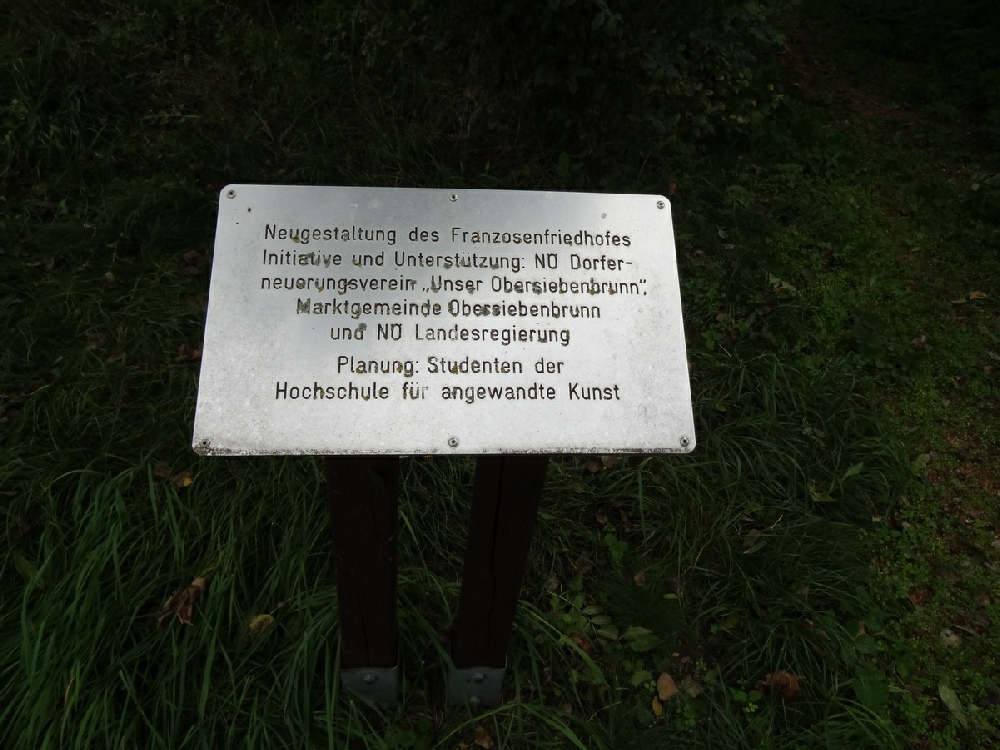 Neugestaltung des Franzosenfriedhofes
Initiative und Unterstützung: NÖ Dorfer-
neuerungsverein „Unser Obersiebenbrunn",
Marktgemeinde Obersiebenbrunn
und NÖ Landesregierung
Planung: Studenten der
Hochschule für angewandte Kunst